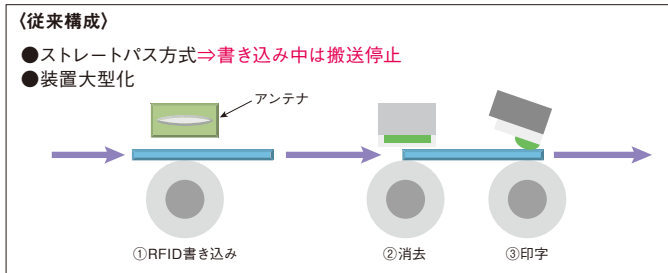 〈従来構成〉
●ストレートパス方式⇒書き込み中は搬送停止
●装置大型化
アンテナ
①RFID書き込み
②消去
③印字